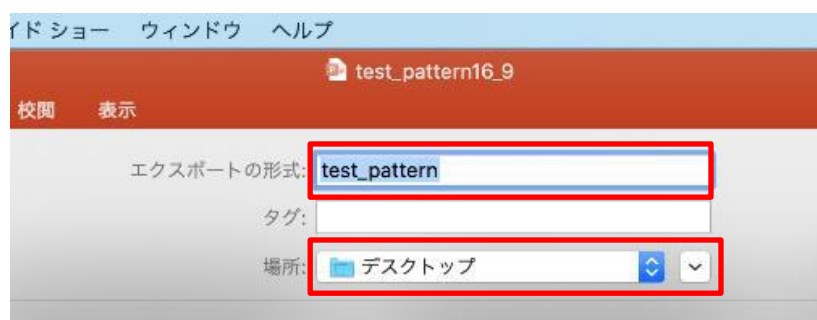 イド ショー ウィンドウ ヘルプ
test_pattern16_9
校閲 表示
エクスポートの形式: test_pattern
タグ:
場所: デスクトップ